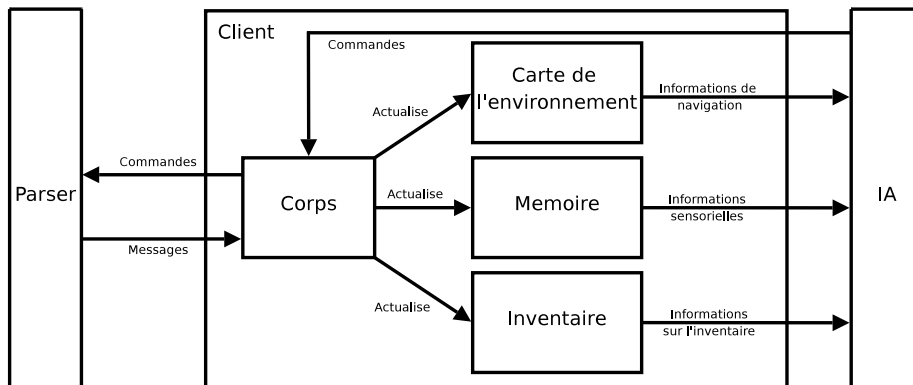 Client
Commandes
Carte de
l'environnement
Informations de
navigation
Actualise
Commandes
Parser
Corps
Actualise
Memoire
Informations
sensorielles
IA
Messages
Actualise
Inventaire
Informations
sur l'inventaire